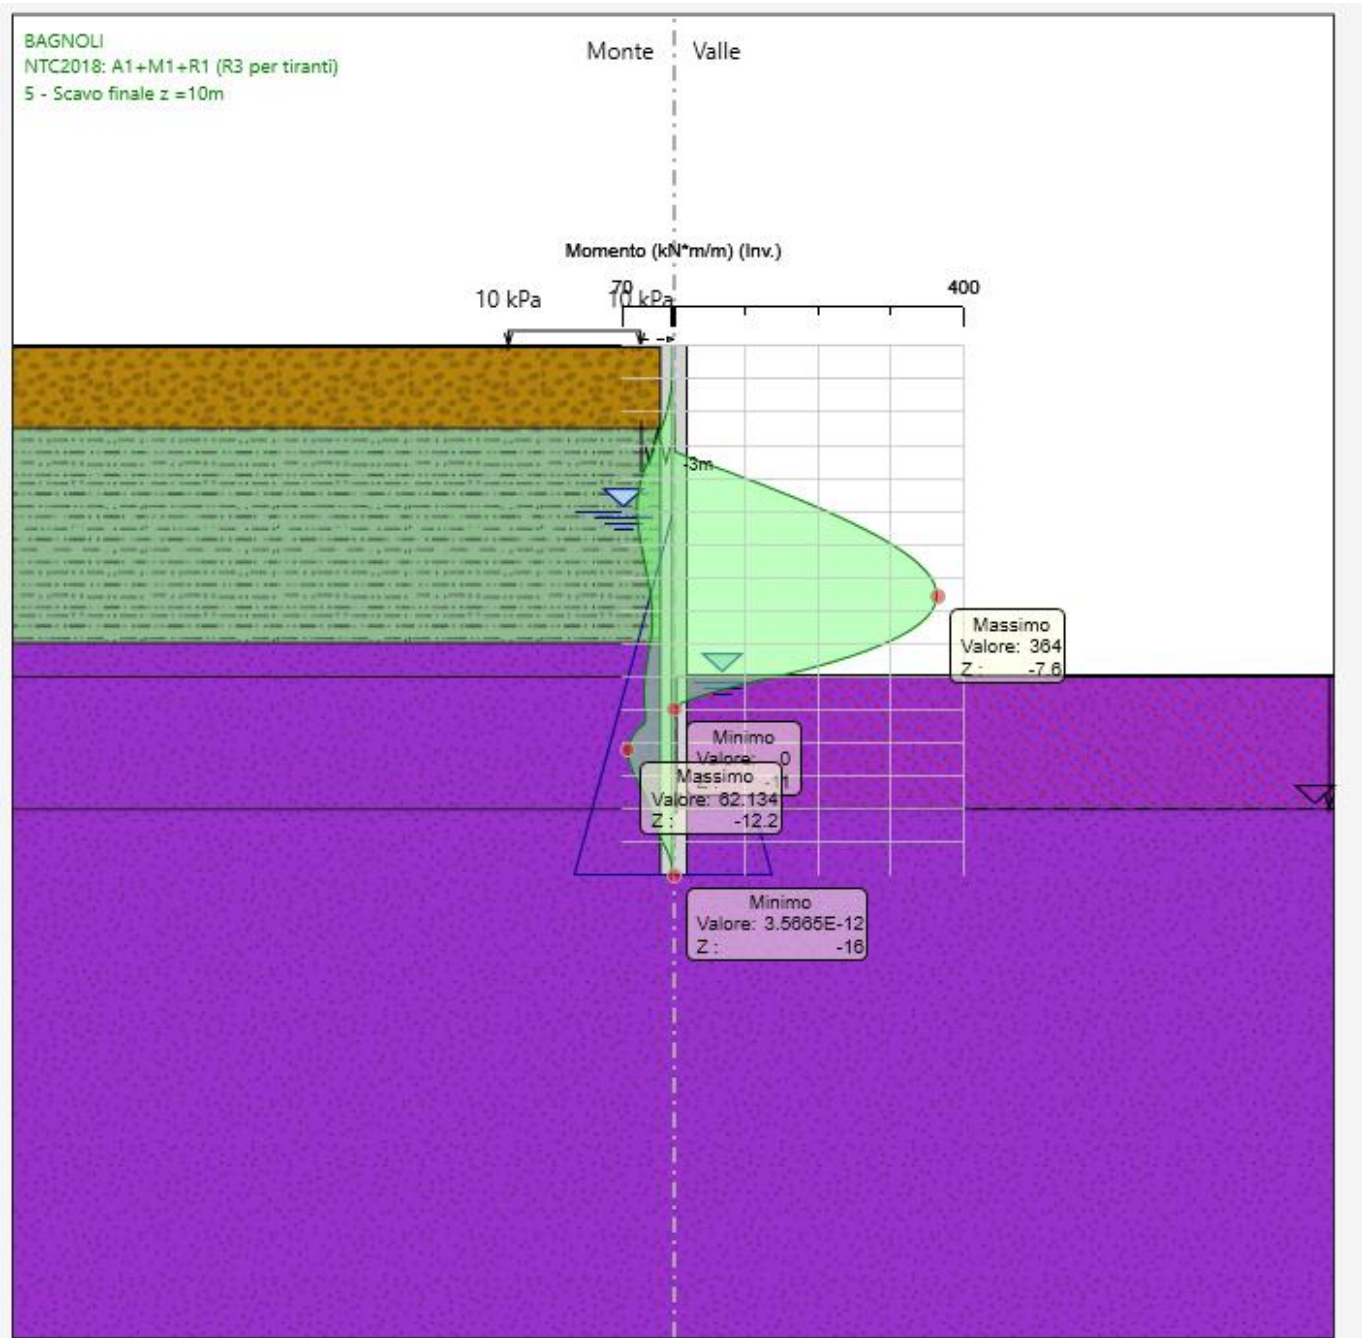 BAGNOLI
NTC2018: A1+M1+R1 (R3 per tiranti)
5 - Scavo finale z =10m
Monte Valle
Momento (kN*m/m) (Inv.)
70 400
10 kPa 10 kPa
-3m
Massimo
Valore: 364
Z : -7.6
Minimo
Valore: 0
-11
Massimo
Valore: 62.134
Z : -12.2
Minimo
Valore: 3.5665E-12
Z : -16